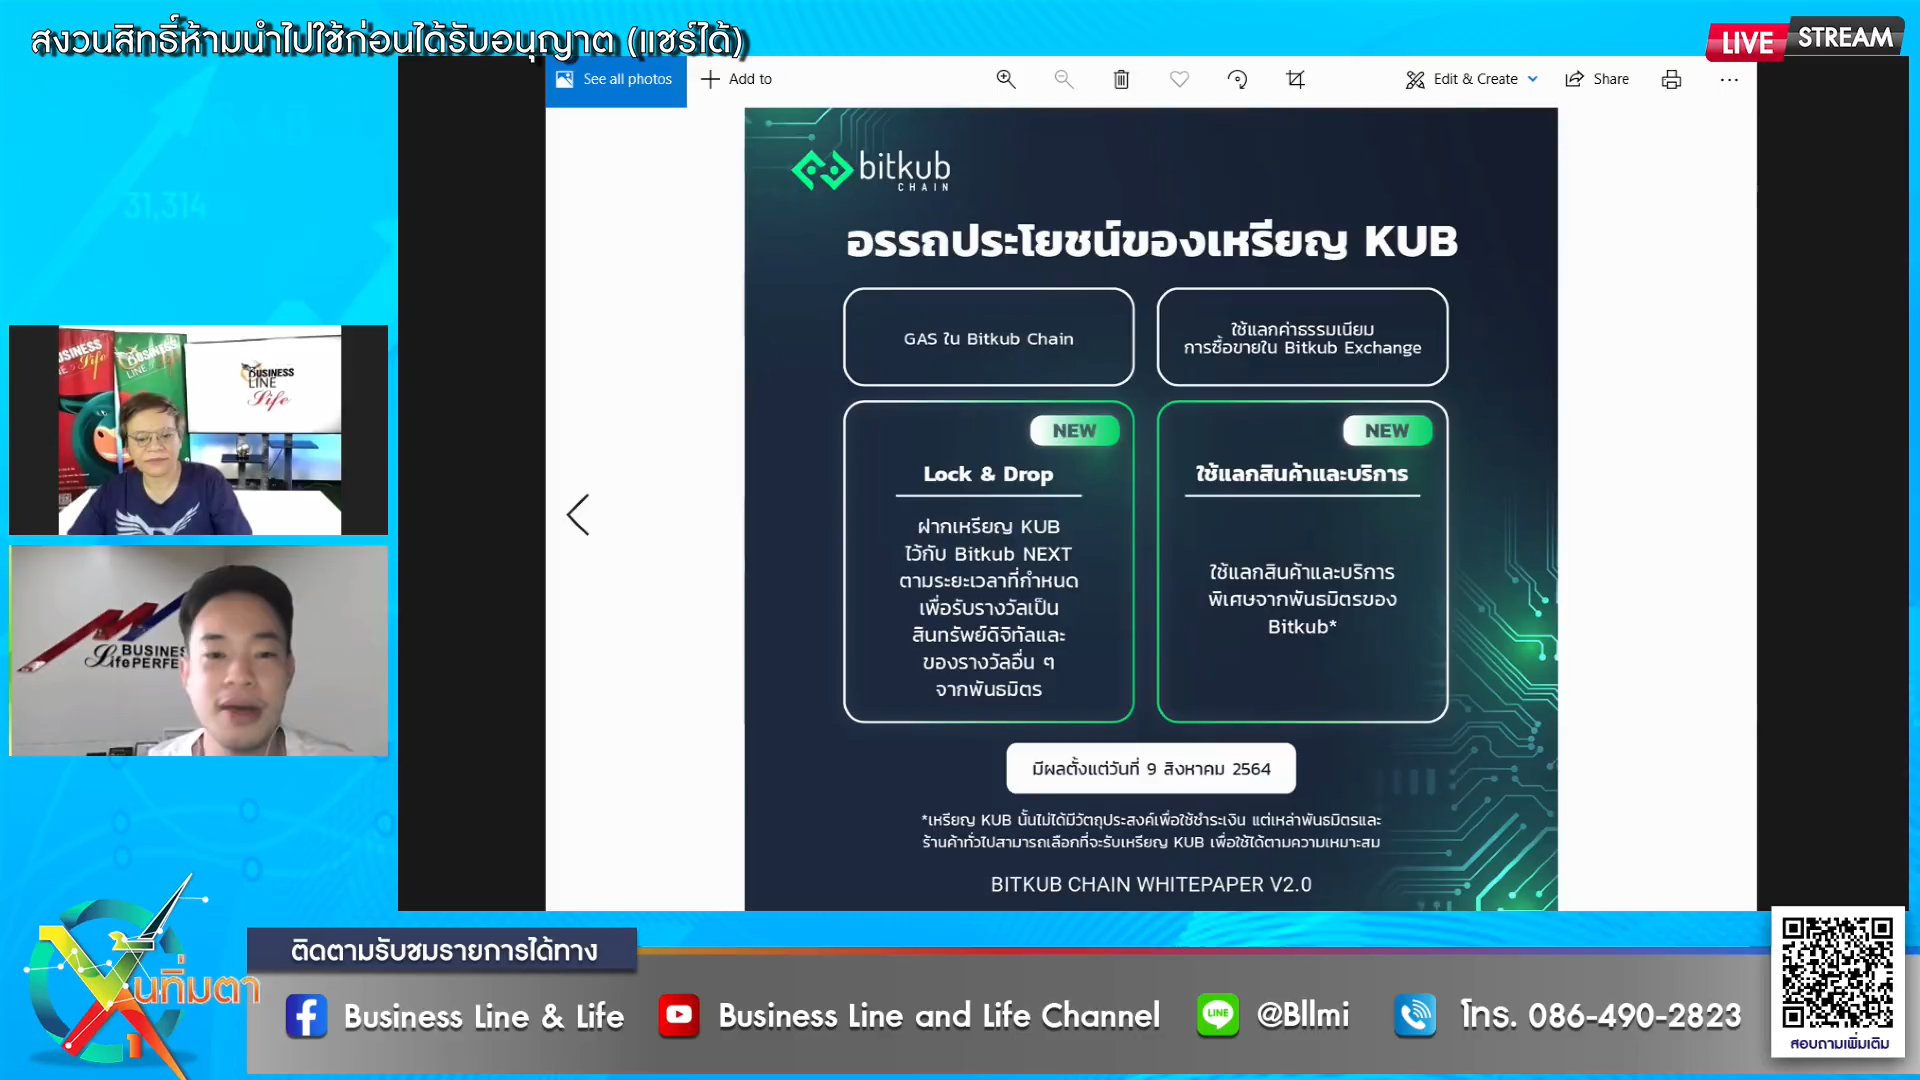 สงวนสิทธิ์ห้ามนำไปใช้ก่อนได้รับอนุญาต (แชร์ได้)
LIVE STREAM
See all photos
Add to
Edit & Create
Share
31,314
bitkub
CHAIN
อรรถประโยชน์ของเหรียญ KUB
GAS ใน Bitkub Chain
ใช้แลกค่าธรรมเนียม
การซื้อขายใน Bitkub Exchange
NEW
Lock & Drop
ฝากเหรียญ KUB
ไว้กับ Bitkub NEXT
ตามระยะเวลาที่กำหนด
เพื่อรับรางวัลเป็น
สินทรัพย์ดิจิทัลและ
ของรางวัลอื่น ๆ
จากพันธมิตร
NEW
ใช้แลกสินค้าและบริการ
ใช้แลกสินค้าและบริการ
พิเศษจากพันธมิตรของ
Bitkub*
มีผลตั้งแต่วันที่ 9 สิงหาคม 2564
*เหรียญ KUB นั้นไม่ได้มีวัตถุประสงค์เพื่อใช้ชำระเงิน แต่เหล่าพันธมิตรและ
ร้านค้าทั่วไปสามารถเลือกที่จะรับเหรียญ KUB เพื่อใช้ได้ตามความเหมาะสม
BITKUB CHAIN WHITEPAPER V2.0
BUSINESS
LINE
Life
BUSINES
Life PERFE
ติดตามรับชมรายการได้ทาง
Business Line & Life
Business Line and Life Channel
LINE
@Bllmi
โทร. 086-490-2823
สอบถามเพิ่มเติม